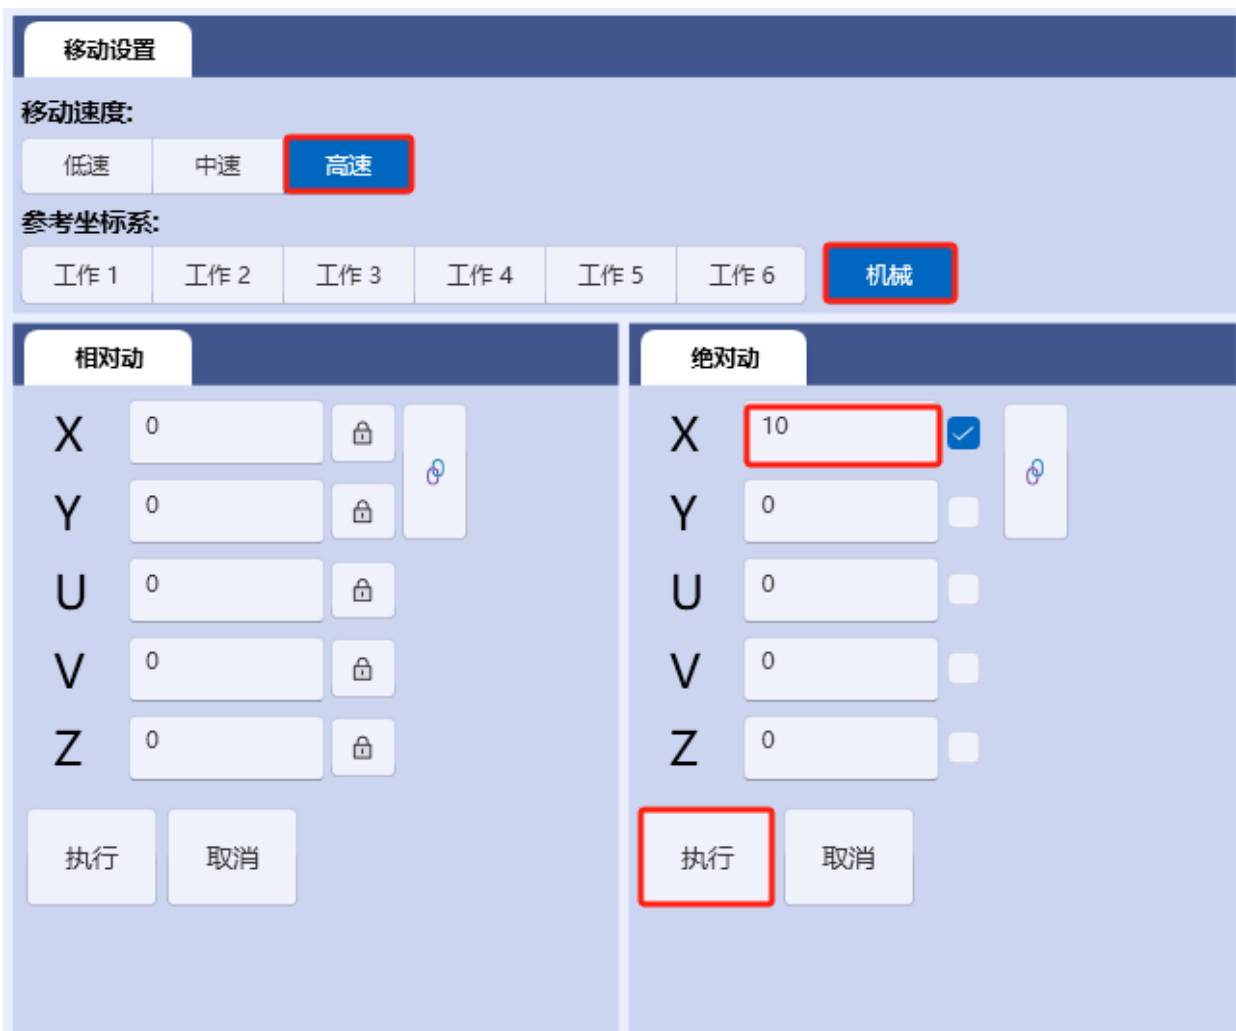 移动设置
移动速度:
低速 中速 高速
参考坐标系:
工作 1 工作 2 工作 3 工作 4 工作 5 工作 6 机械
相对动
X 0
Y 0
U 0
V 0
Z 0
执行 取消
绝对动
X 10
Y 0
U 0
V 0
Z 0
执行 取消